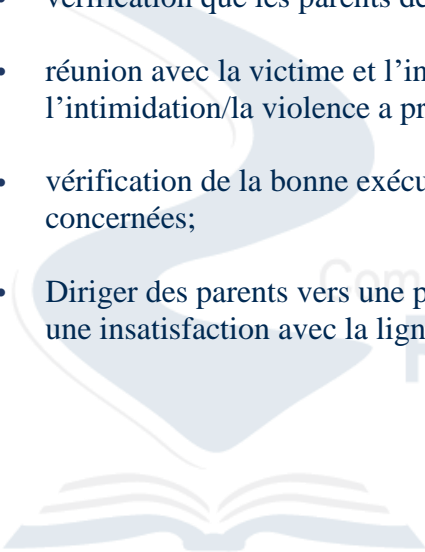 • vérification que les parents de
• réunion avec la victime et l’in
l’intimidation/la violence a pr
• vérification de la bonne exécu
concernées;
• Diriger des parents vers une p
une insatisfaction avec la lign
Com